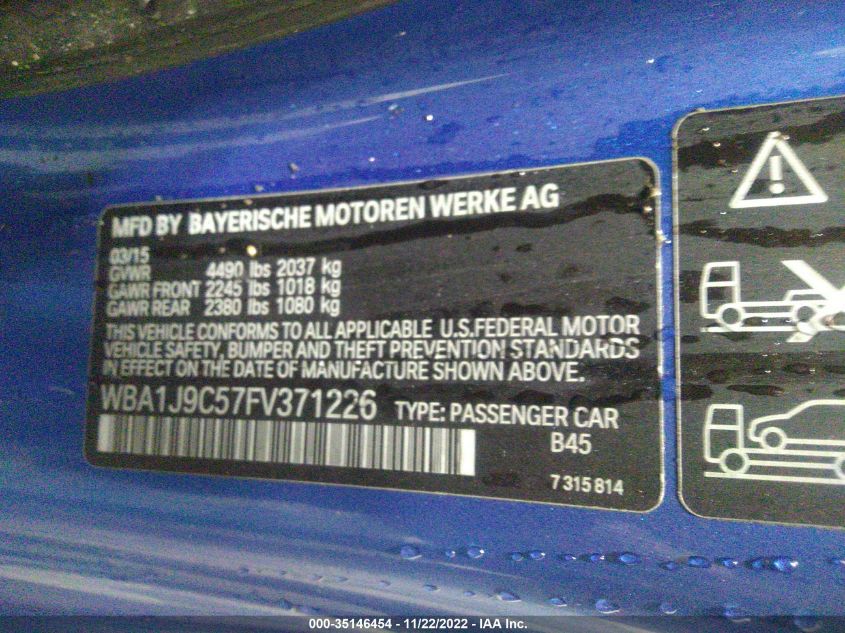 MFD BY BAYERISCHE MOTOREN WERKE AG
03/15
GVWR 4490 lbs 2037 kg
GAWR FRONT 2245 lbs 1018 kg
GAWR REAR 2380 lbs 1080 kg
THIS VEHICLE CONFORMS TO ALL APPLICABLE U.S.FEDERAL MOTOR
VEHICLE SAFETY, BUMPER AND THEFT PREVENTION STANDARDS
IN EFFECT ON THE DATE OF MANUFACTURE SHOWN ABOVE.
WBA1J9C57FV371226 TYPE: PASSENGER CAR
B45
7 315 814
000-35146454 - 11/22/2022 - IAA Inc.